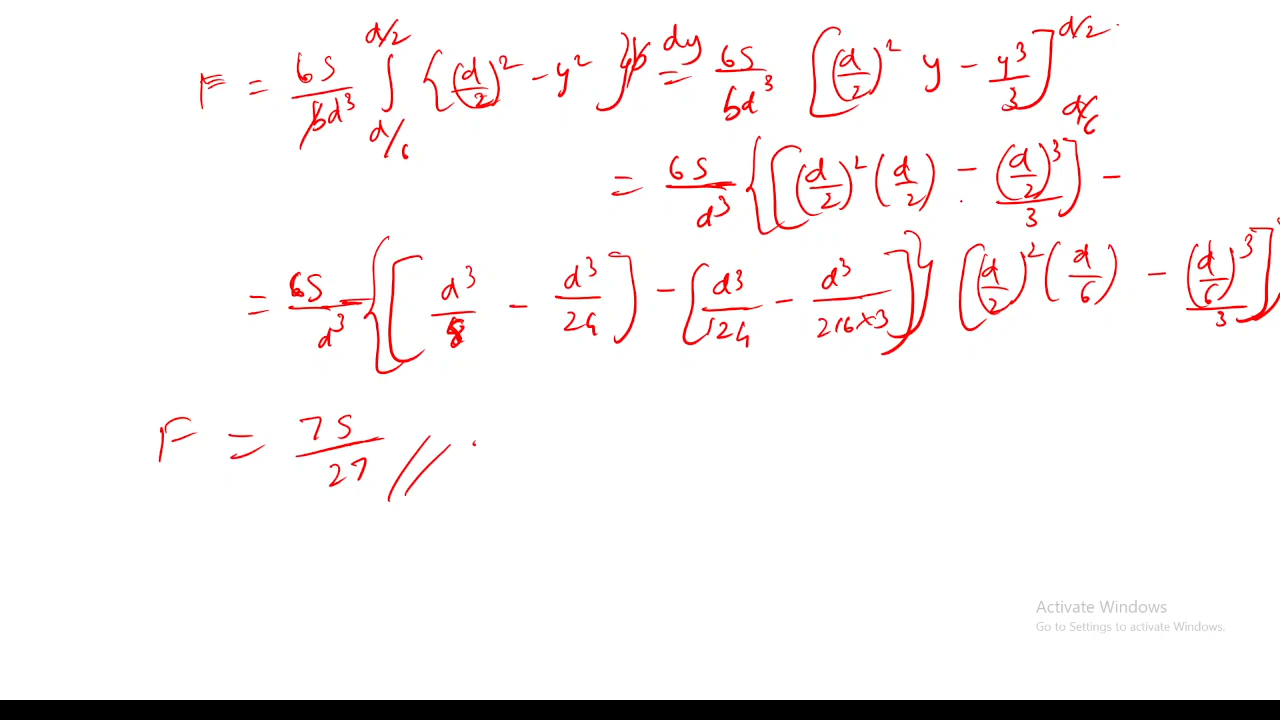 F = 6S/bd³ ∫_{d/6}^{d/2} {(d/2)² - y²} b dy = 6S/bd³ [(d/2)² y - y³/3]_{d/6}^{d/2}
= 6S/d³ {[(d/2)² (d/2) - (d/2)³/3] -
[(d/2)² (d/6) - (d/6)³/3]}
= 6S/d³ {[d³/8 - d³/24] - [d³/24 - d³/216×3]}
F = 7S/27 //
Activate Windows
Go to Settings to activate Windows.